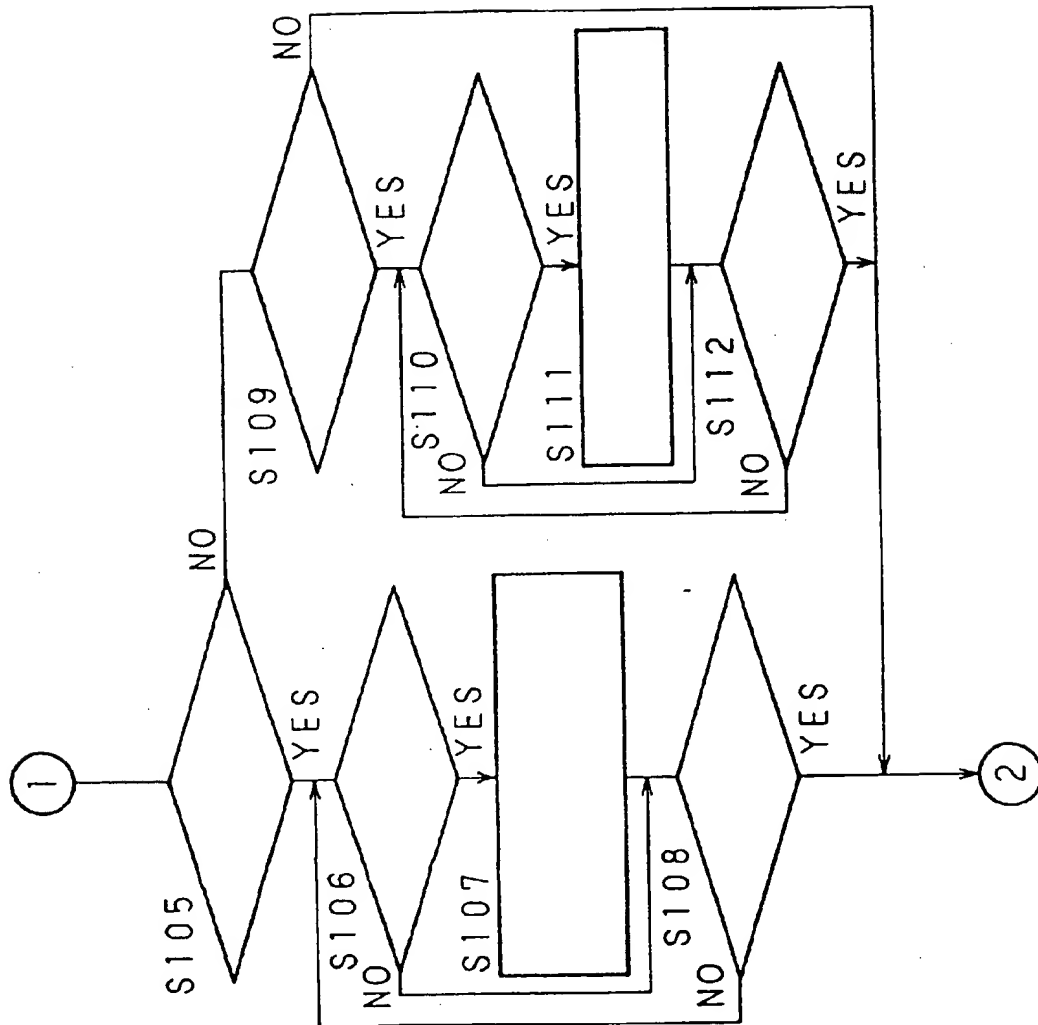 1
S105
NO
YES
S106
NO
YES
S107
S108
NO
YES
S109
NO
YES
S110
NO
YES
S111
S112
NO
YES
2